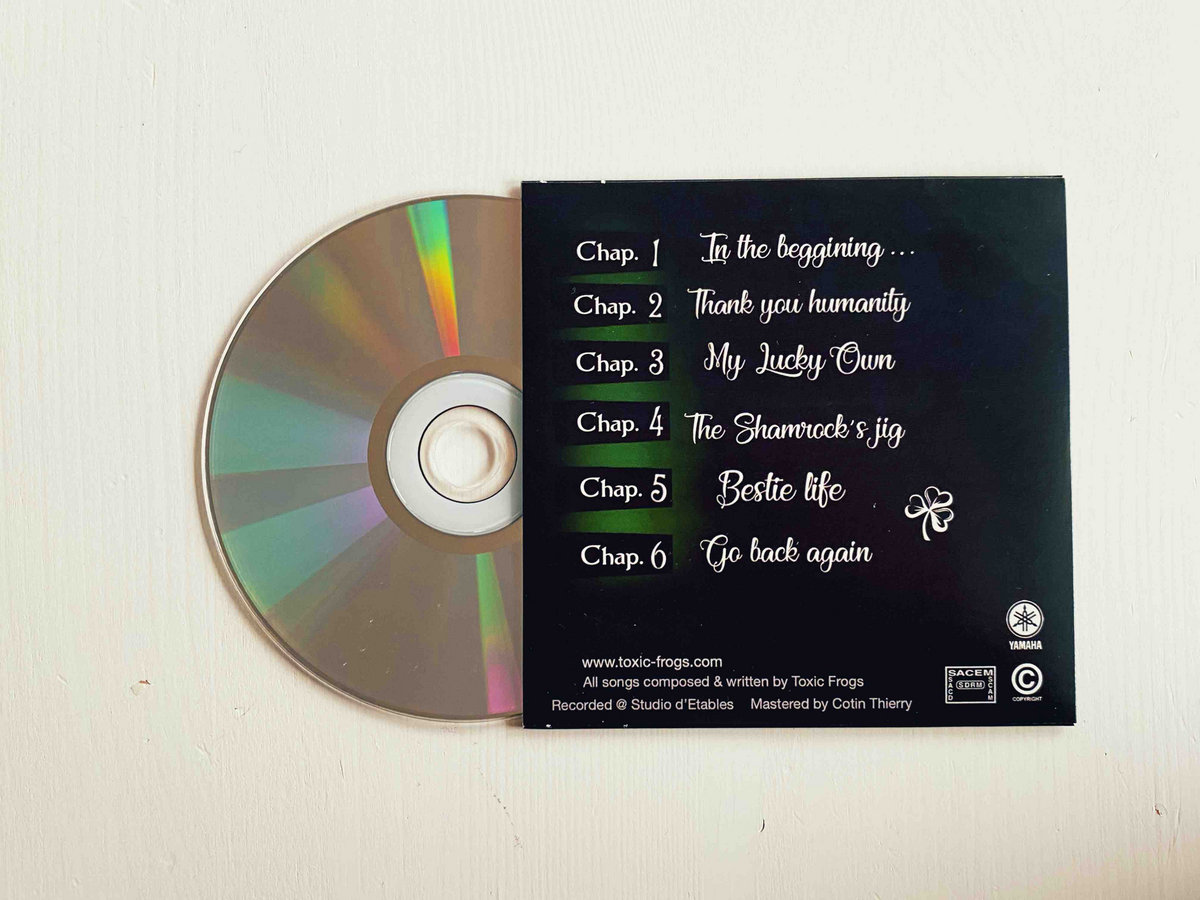 Chap. 1 In the beggining ...
Chap. 2 Thank you humanity
Chap. 3 My Lucky Own
Chap. 4 The Shamrock's jig
Chap. 5 Bestie life
Chap. 6 Go back again
YAMAHA
www.toxic-frogs.com
All songs composed & written by Toxic Frogs
Recorded @ Studio d'Etables Mastered by Cotin Thierry
SACEM
SACD
SDRM
SCAM
©
COPYRIGHT